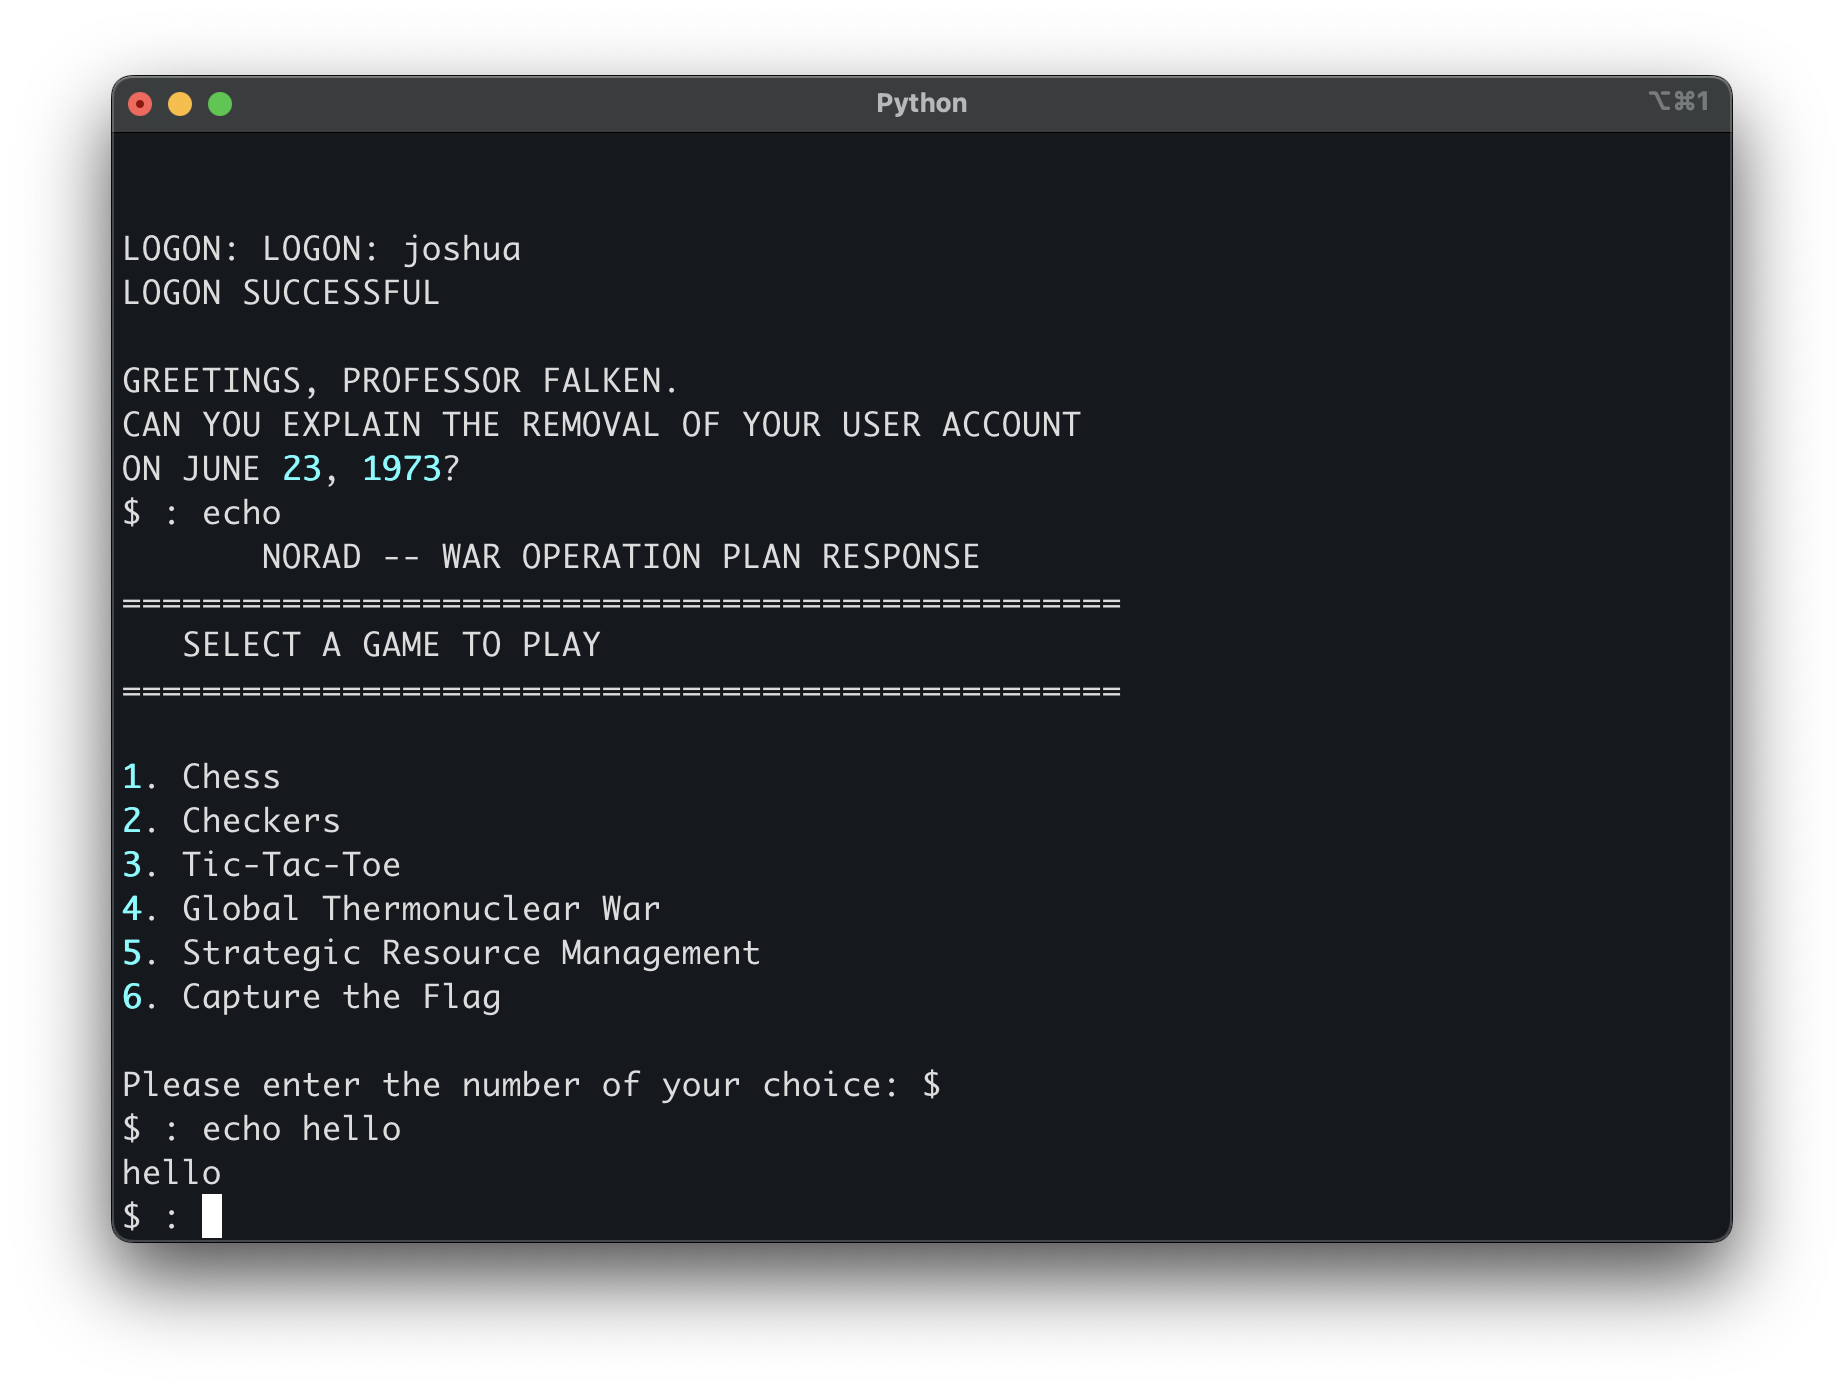 Python
⌥⌘1
LOGON: LOGON: joshua
LOGON SUCCESSFUL
GREETINGS, PROFESSOR FALKEN.
CAN YOU EXPLAIN THE REMOVAL OF YOUR USER ACCOUNT
ON JUNE 23, 1973?
$ : echo
NORAD -- WAR OPERATION PLAN RESPONSE
==================================================
SELECT A GAME TO PLAY
==================================================
1. Chess
2. Checkers
3. Tic-Tac-Toe
4. Global Thermonuclear War
5. Strategic Resource Management
6. Capture the Flag
Please enter the number of your choice: $
$ : echo hello
hello
$ :